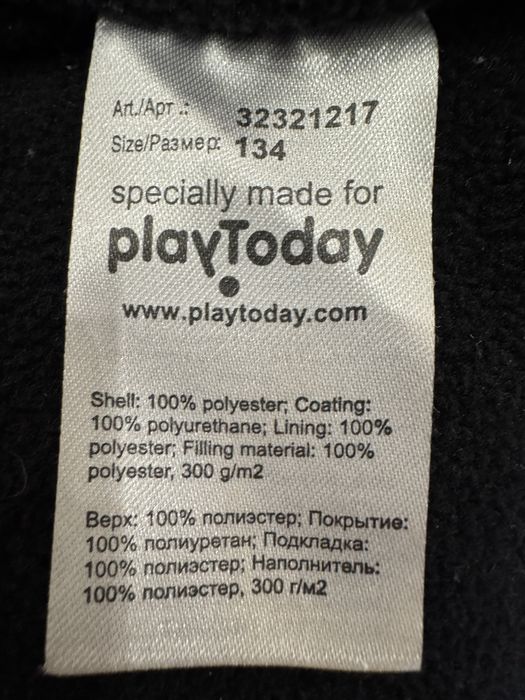 Art./Арт.: 32321217
Size/Размер: 134
specially made for
playToday
www.playtoday.com
Shell: 100% polyester; Coating:
100% polyurethane; Lining: 100%
polyester; Filling material: 100%
polyester, 300 g/m2
Верх: 100% полиэстер; Покрытие:
100% полиуретан; Подкладка:
100% полиэстер; Наполнитель:
100% полиэстер, 300 г/м2